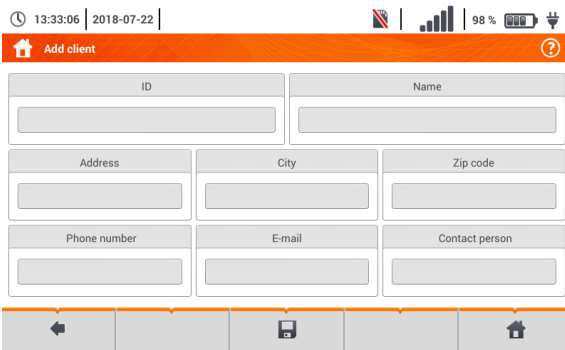 13:33:06 2018-07-22 98 %
Add client ?
ID Name
Address City Zip code
Phone number E-mail Contact person